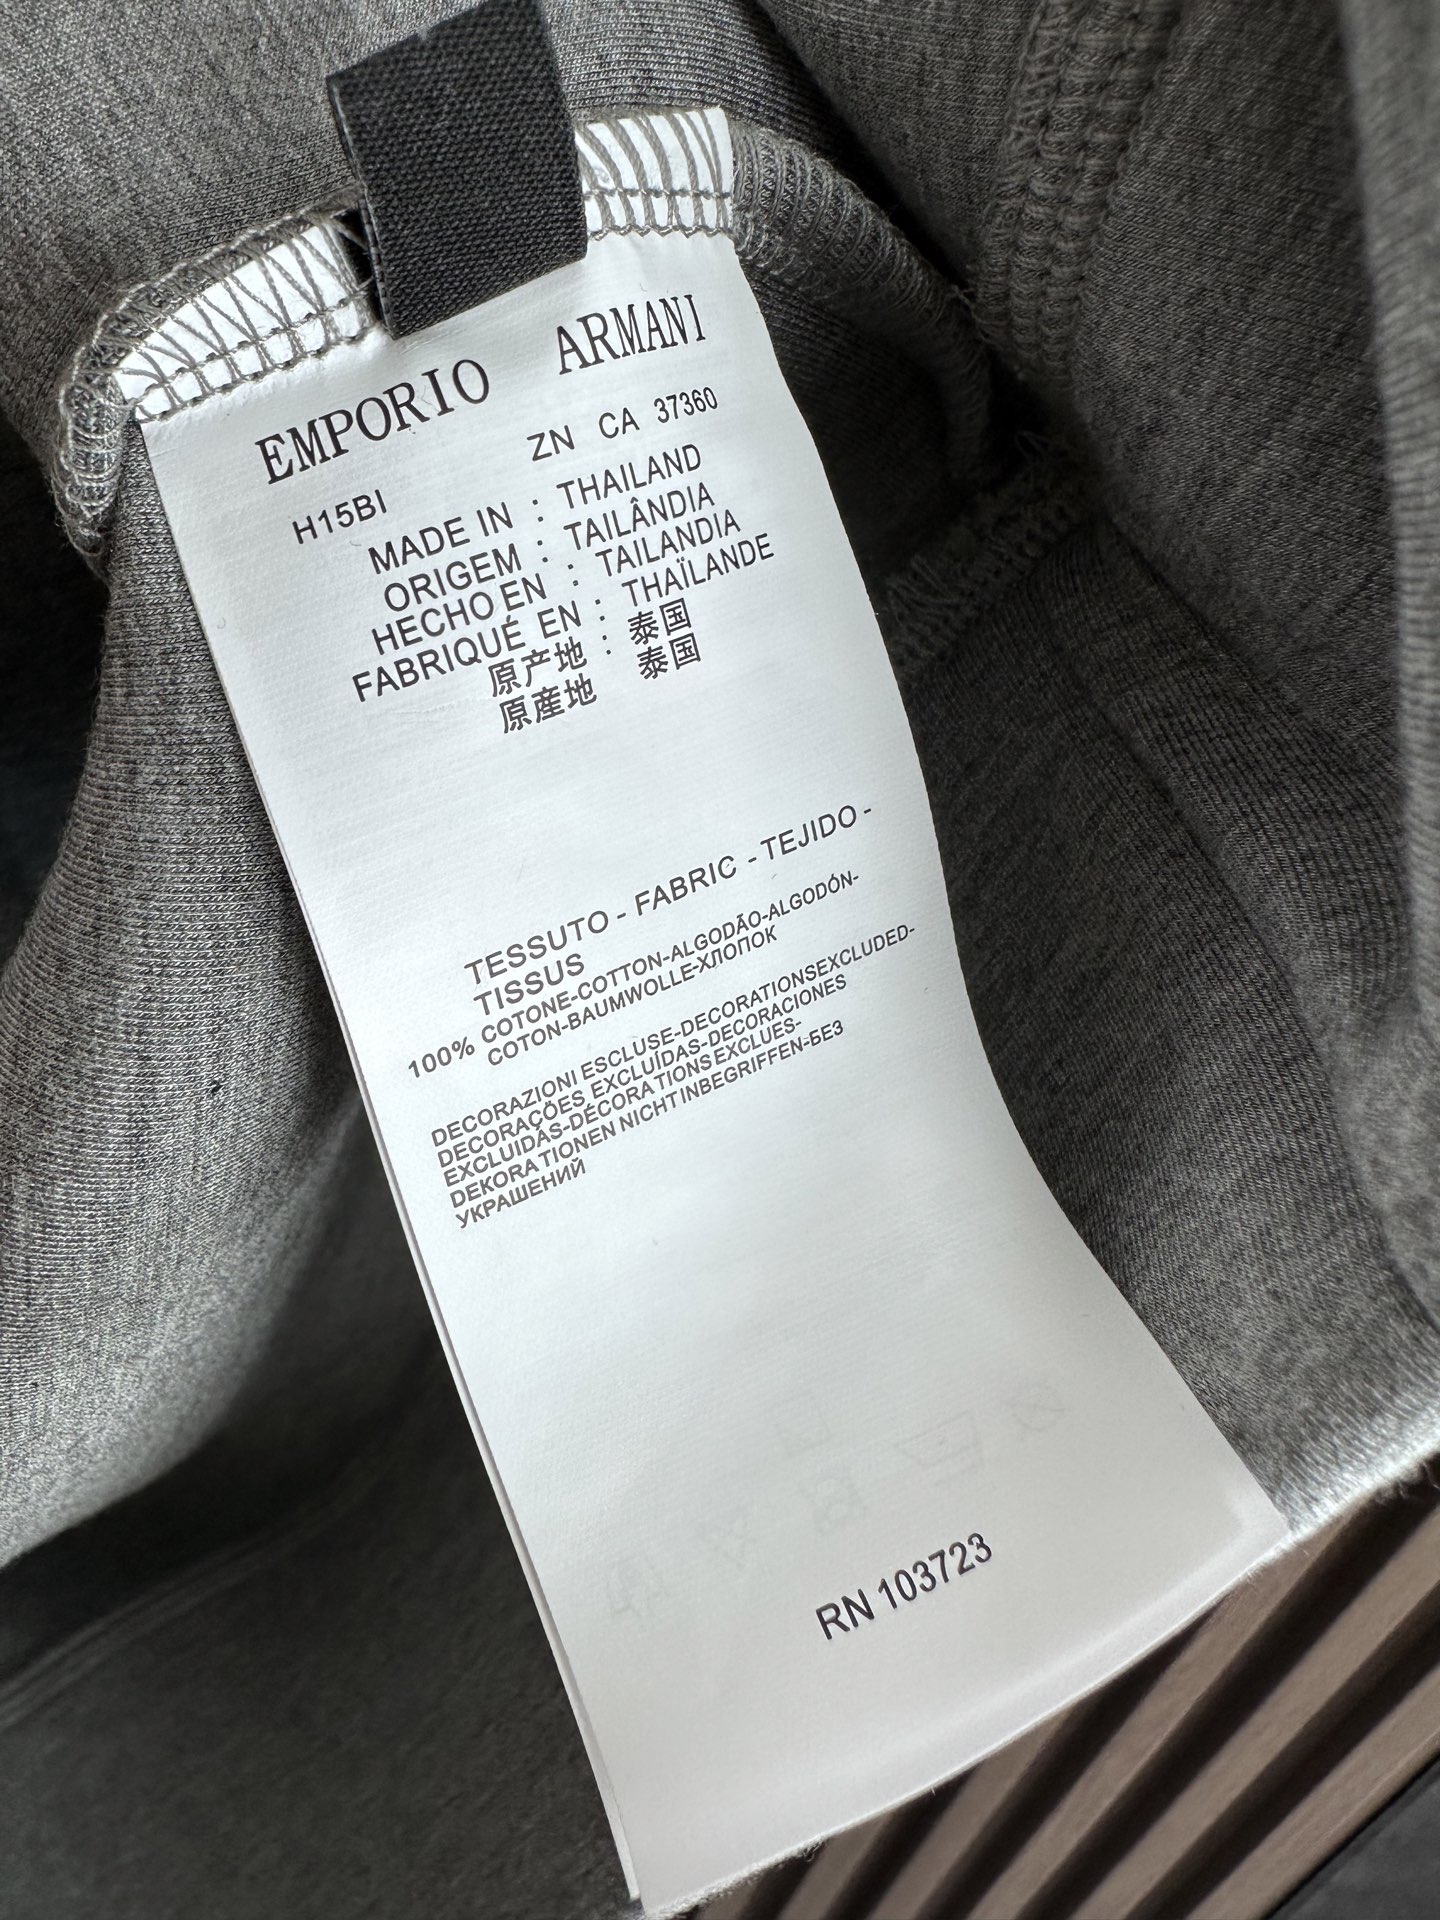 EMPORIO ARMANI
ZN CA 37360
H15BI
MADE IN : THAILAND
ORIGEM : TAILÂNDIA
HECHO EN : TAILANDIA
FABRIQUÉ EN : THAÏLANDE
原产地 : 泰国
原産地 泰国
TESSUTO - FABRIC - TEJIDO -
TISSUS
100% COTONE-COTTON-ALGODÃO-ALGODÓN-
COTON-BAUMWOLLE-ХЛОПОК
DECORAZIONI ESCLUSE-DECORATIONSEXCLUDED-
DECORAÇÕES EXCLUÍDAS-DECORACIONES
EXCLUIDAS-DÉCORATIONS EXCLUES-
DEKORATIONEN NICHT INBEGRIFFEN-БЕЗ
УКРАШЕНИЙ
RN 103723